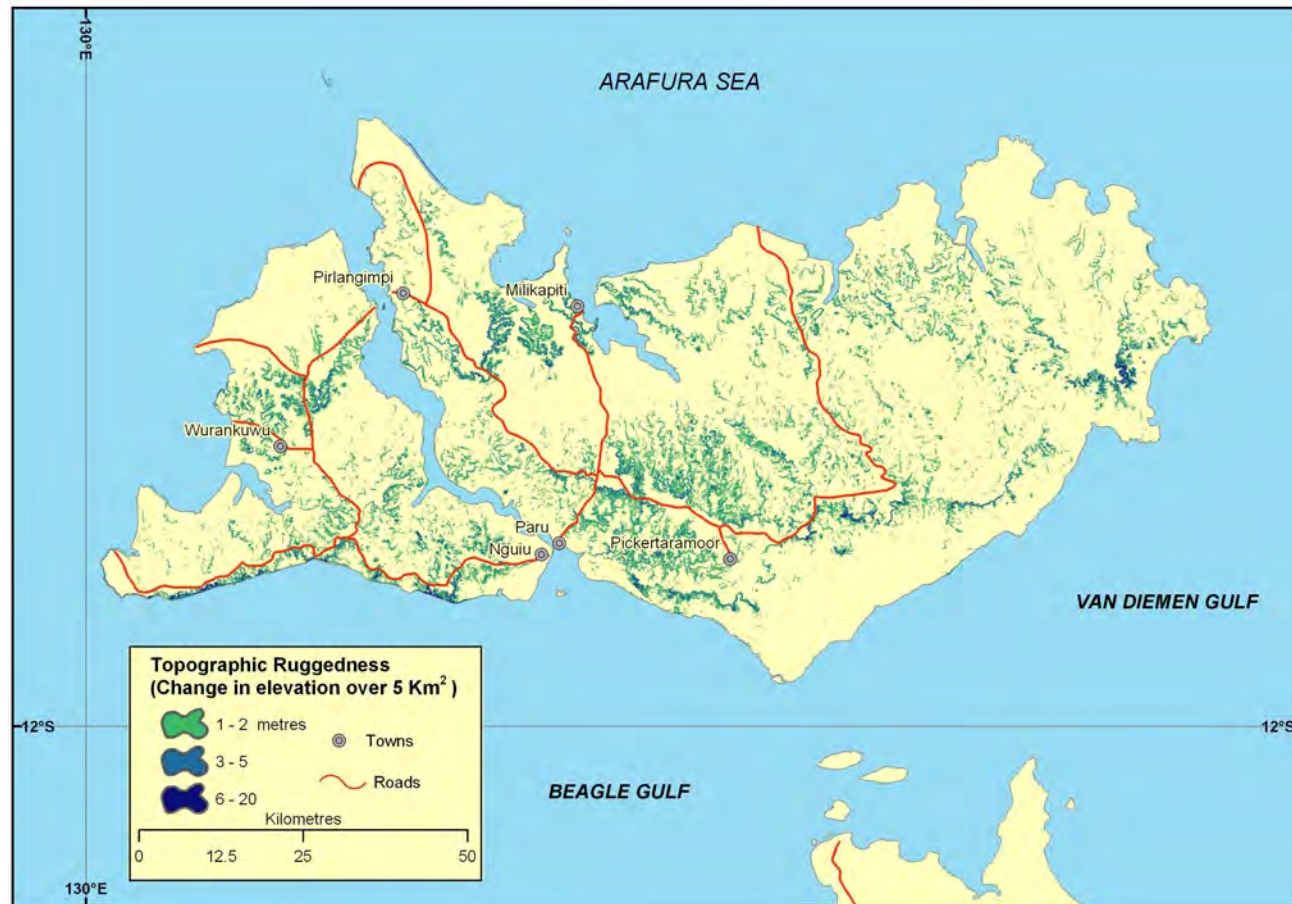 130°E
ARAFURA SEA
Pirlangimpi
Milikapiti
Wurankuwu
Paru
Nguiu
Pickertaramoor
VAN DIEMEN GULF
Topographic Ruggedness
(Change in elevation over 5 Km²)
1 - 2 metres
Towns
3 - 5
Roads
6 - 20
Kilometres
0 12.5 25 50
12°S
12°S
BEAGLE GULF
130°E